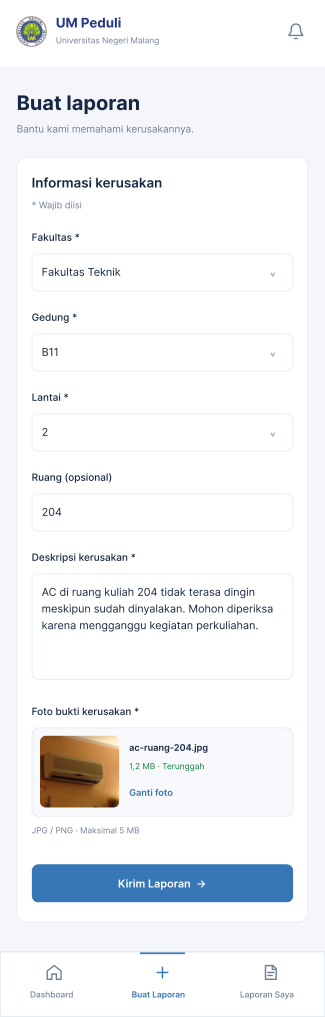 UM
UM Peduli
Universitas Negeri Malang
Buat laporan
Bantu kami memahami kerusakannya.
Informasi kerusakan
* Wajib diisi
Fakultas *
Fakultas Teknik
Gedung *
B11
Lantai *
2
Ruang (opsional)
204
Deskripsi kerusakan *
AC di ruang kuliah 204 tidak terasa dingin
meskipun sudah dinyalakan. Mohon diperiksa
karena mengganggu kegiatan perkuliahan.
Foto bukti kerusakan *
ac-ruang-204.jpg
1,2 MB · Terunggah
Ganti foto
JPG / PNG · Maksimal 5 MB
Kirim Laporan →
Dashboard
Buat Laporan
Laporan Saya